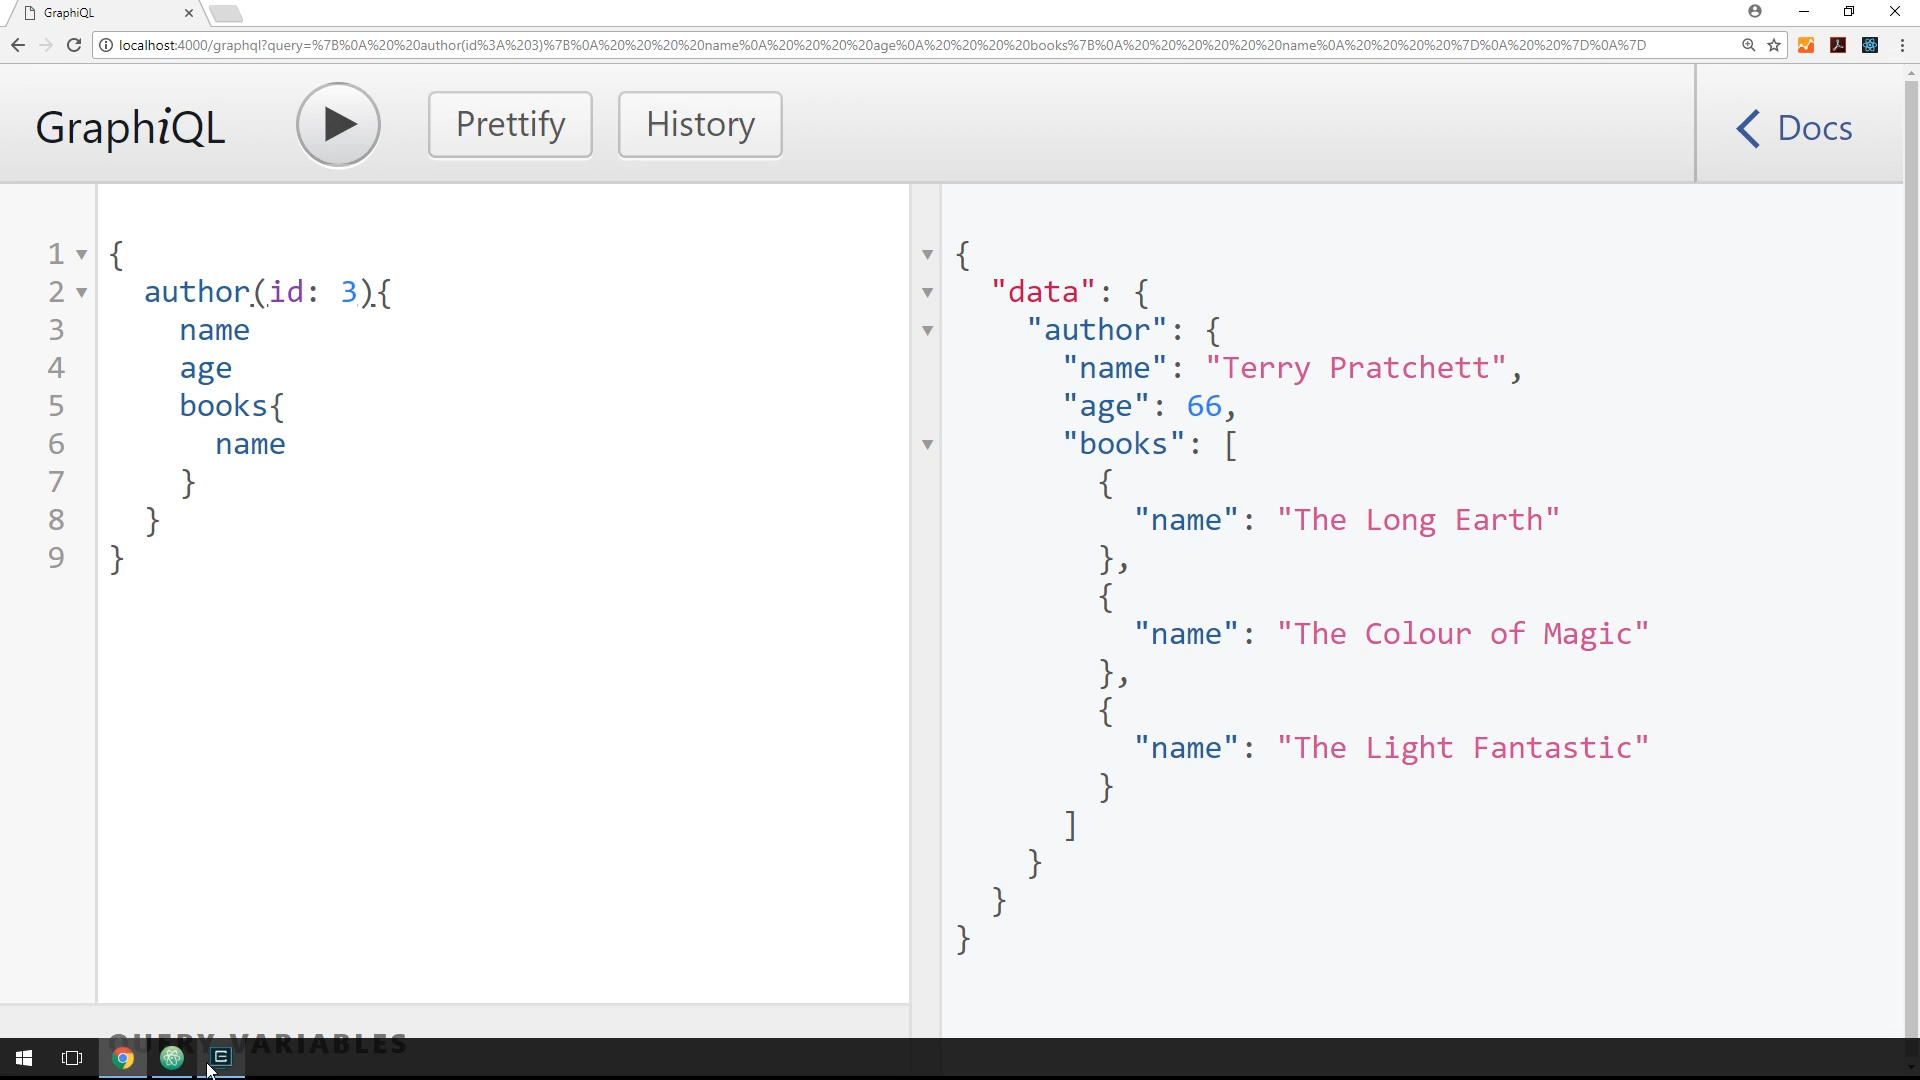 GraphiQL
localhost:4000/graphql?query=%7B%0A%20%20author(id%3A%203)%7B%0A%20%20%20%20name%0A%20%20%20%20age%0A%20%20%20%20books%7B%0A%20%20%20%20%20%20name%0A%20%20%20%20%7D%0A%20%20%7D%0A%7D
GraphiQL
Prettify
History
Docs
1 {
2 author(id: 3){
3 name
4 age
5 books{
6 name
7 }
8 }
9 }
{
"data": {
"author": {
"name": "Terry Pratchett",
"age": 66,
"books": [
{
"name": "The Long Earth"
},
{
"name": "The Colour of Magic"
},
{
"name": "The Light Fantastic"
}
]
}
}
}
QUERY VARIABLES